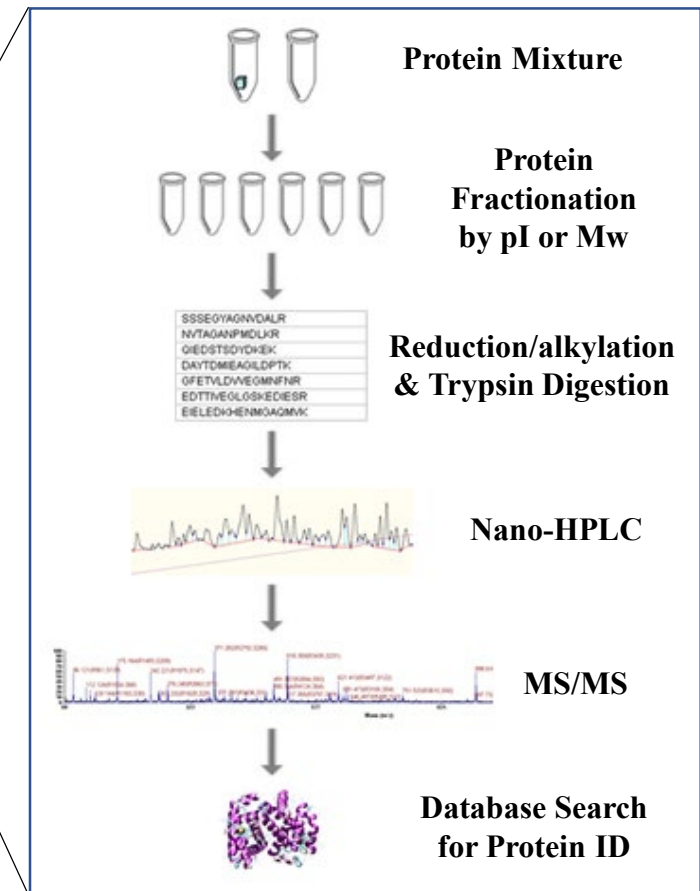 Protein Mixture
Protein
Fractionation
by pI or Mw
SSSEGYAGNVDALR
NVTAGANPMDLKR
QIEDSTSDYDKEK
DAYTDMIEAGILDPTK
GFETVLDVVEGMNFNR
EDTTIVEGLGSKEDIESR
EIELEDKHENMGAQMVK
Reduction/alkylation
& Trypsin Digestion
Nano-HPLC
MS/MS
Database Search
for Protein ID